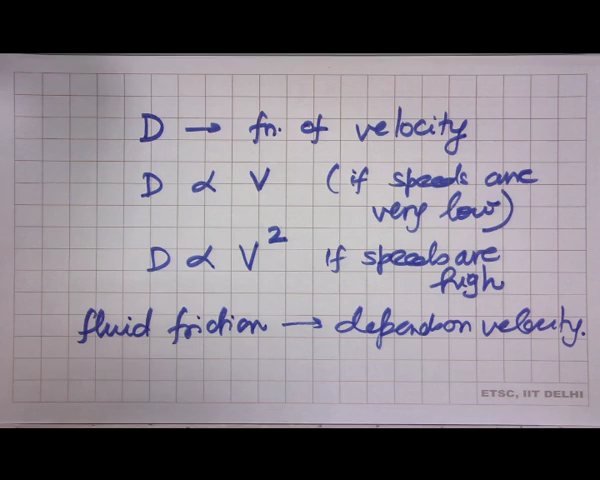 D → fn. of velocity
D ∝ V (if speeds are
very low)
D ∝ V² if speeds are
high
fluid friction → depends on velocity.
ETSC, IIT DELHI